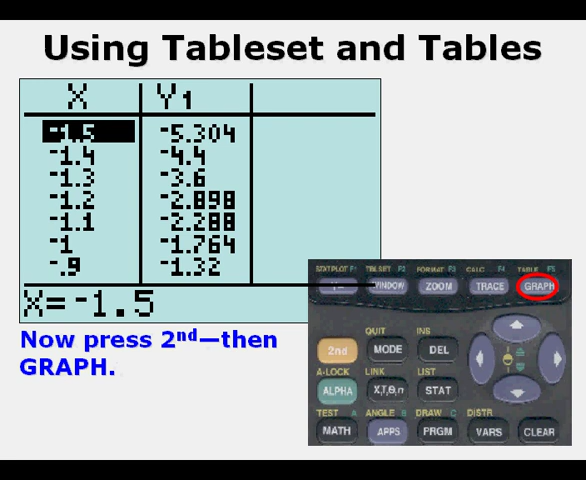 Using Tableset and Tables
X Y1
-1.5 -5.304
-1.4 -4.4
-1.3 -3.6
-1.2 -2.898
-1.1 -2.288
-1 -1.764
-.9 -1.32
X=-1.5
Now press 2nd—then
GRAPH.
STATPLOT F1 TBLSET F2 FORMAT F3 CALC F4 TABLE F5
WINDOW ZOOM TRACE GRAPH
QUIT INS
2nd MODE DEL
A-LOCK LINK LIST
ALPHA X,T,Θ,n STAT
TEST A ANGLE B DRAW C DISTR
MATH APPS PRGM VARS CLEAR